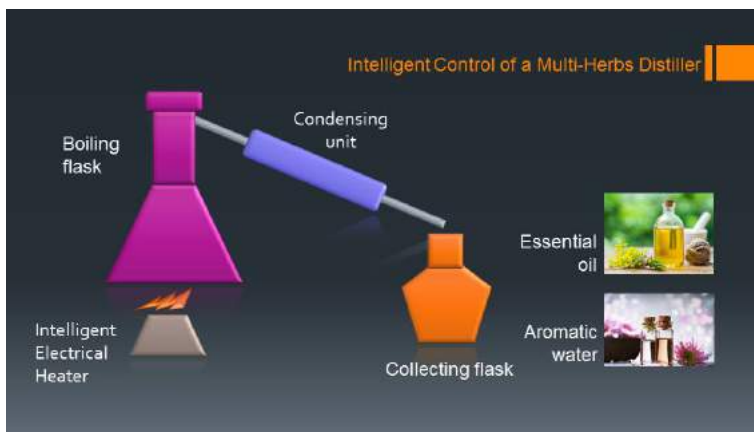 Intelligent Control of a Multi-Herbs Distiller
Condensing
unit
Boiling
flask
Essential
oil
Intelligent
Electrical
Heater
Aromatic
water
Collecting flask